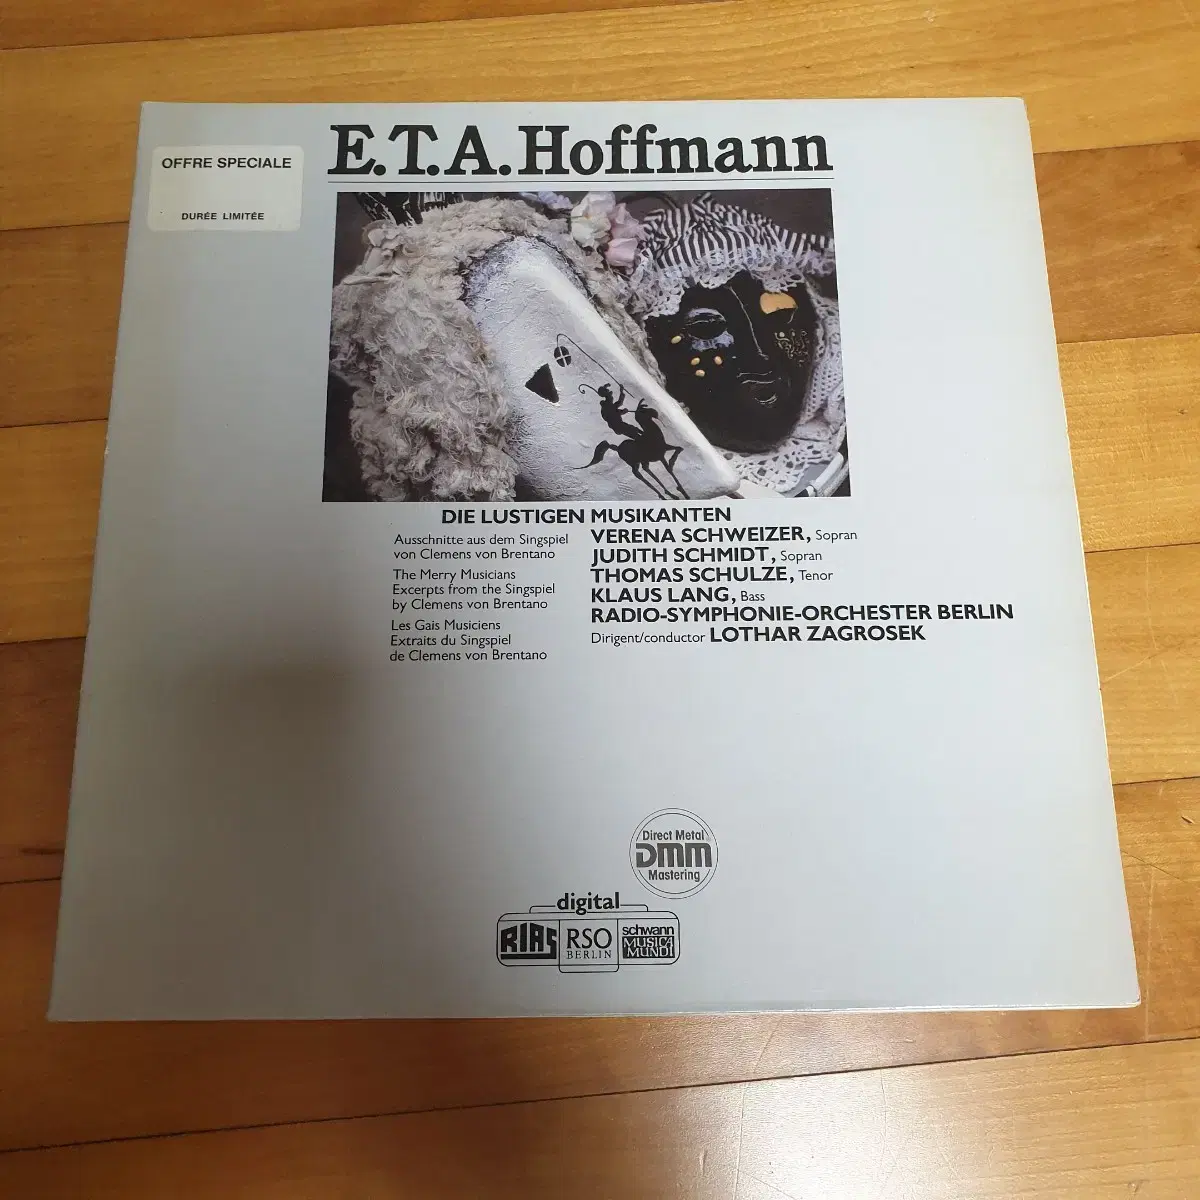 E.T.A. Hoffmann
OFFRE SPECIALE
DURÉE LIMITÉE
DIE LUSTIGEN MUSIKANTEN
Ausschnitte aus dem Singspiel
von Clemens von Brentano
The Merry Musicians
Excerpts from the Singspiel
by Clemens von Brentano
Les Gais Musiciens
Extraits du Singspiel
de Clemens von Brentano
VERENA SCHWEIZER, Sopran
JUDITH SCHMIDT, Sopran
THOMAS SCHULZE, Tenor
KLAUS LANG, Bass
RADIO-SYMPHONIE-ORCHESTER BERLIN
Dirigent/conductor LOTHAR ZAGROSEK
Direct Metal
DMM
Mastering
digital
RIAS
RSO
BERLIN
schwann
MUSICA
MUNDI